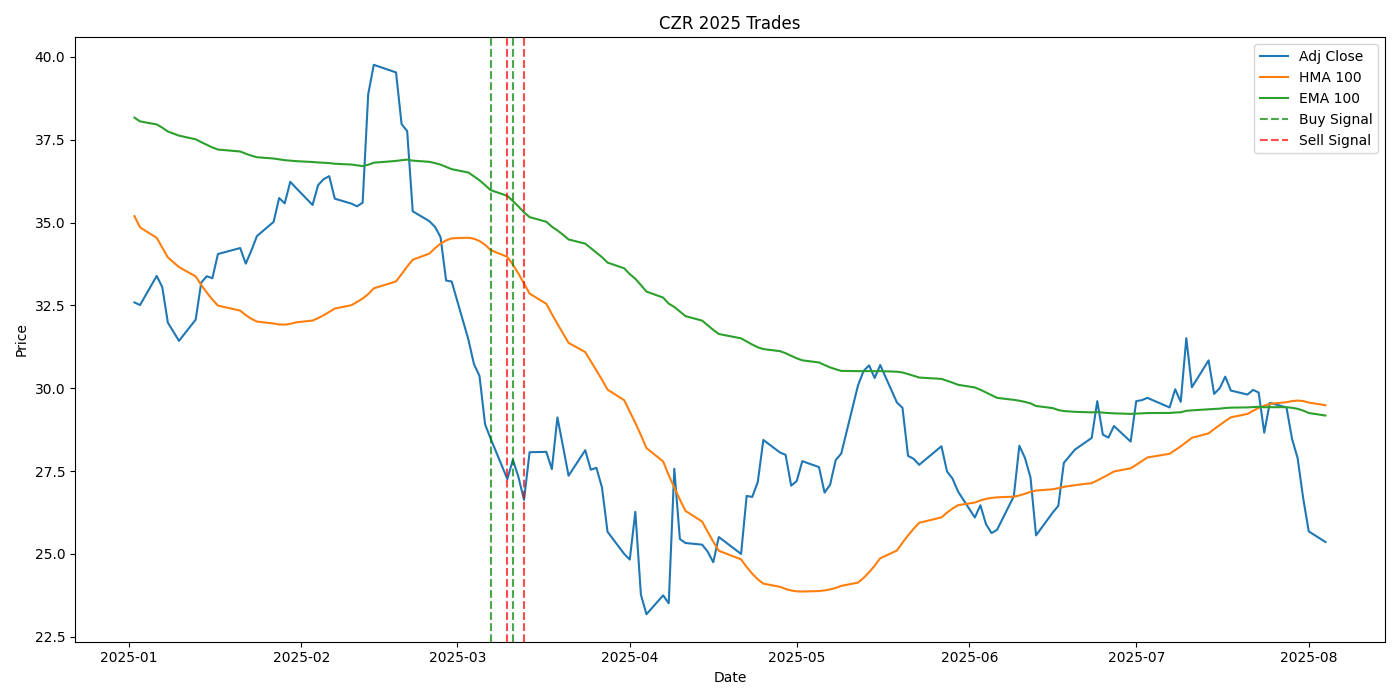 CZR 2025 Trades
Adj Close
HMA 100
EMA 100
Buy Signal
Sell Signal
Price
40.0
37.5
35.0
32.5
30.0
27.5
25.0
22.5
2025-01
2025-02
2025-03
2025-04
2025-05
2025-06
2025-07
2025-08
Date